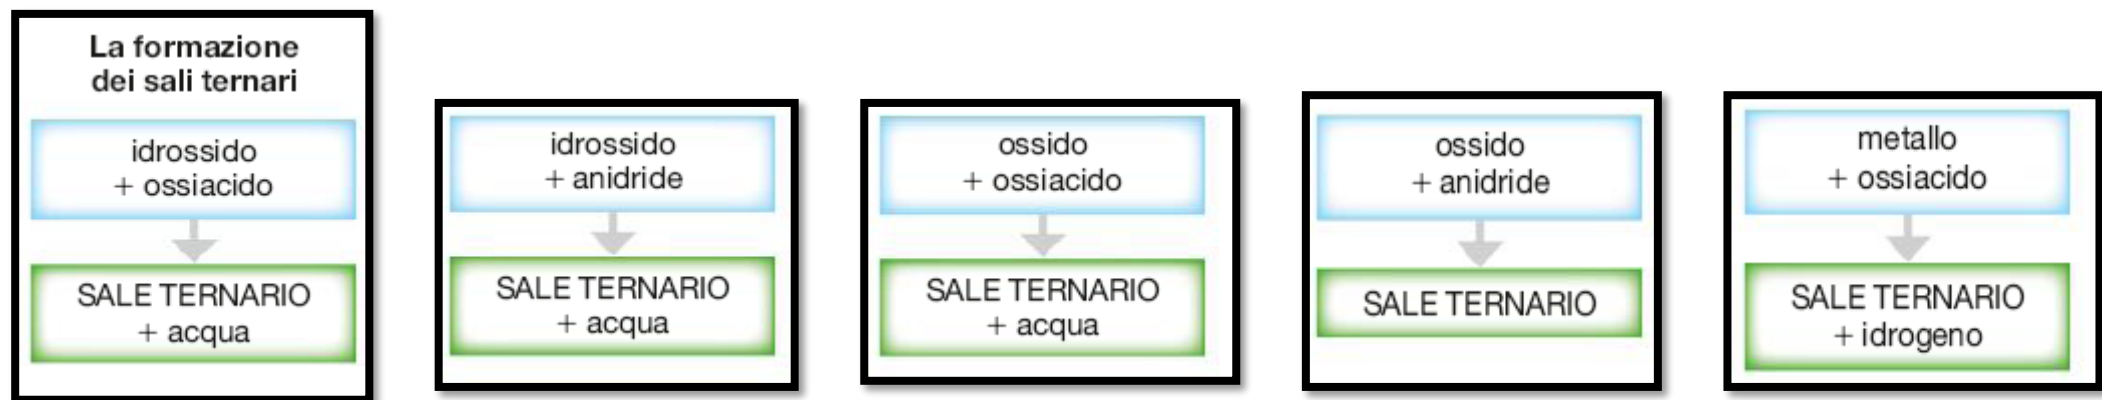 La formazione
dei sali ternari
idrossido
+ ossiacido
SALE TERNARIO
+ acqua
idrossido
+ anidride
SALE TERNARIO
+ acqua
ossido
+ ossiacido
SALE TERNARIO
+ acqua
ossido
+ anidride
SALE TERNARIO
metallo
+ ossiacido
SALE TERNARIO
+ idrogeno